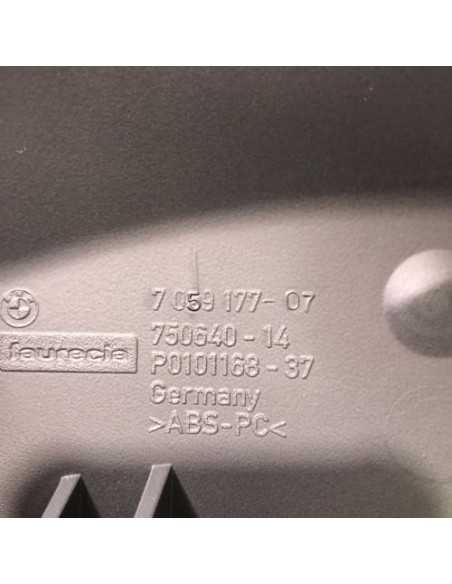 7 059 177-07
750640-14
faurecia
P0101168-37
Germany
>ABS-PC<